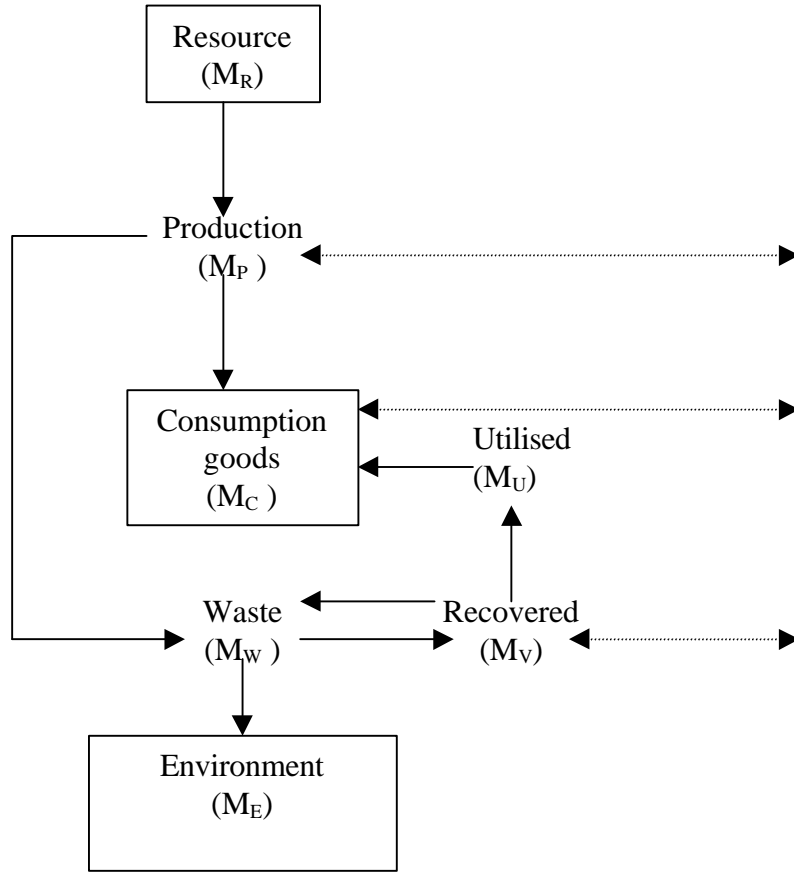 Resource
(M_R)
Production
(M_P )
Consumption
goods
(M_C )
Utilised
(M_U)
Waste
(M_W )
Recovered
(M_V)
Environment
(M_E)